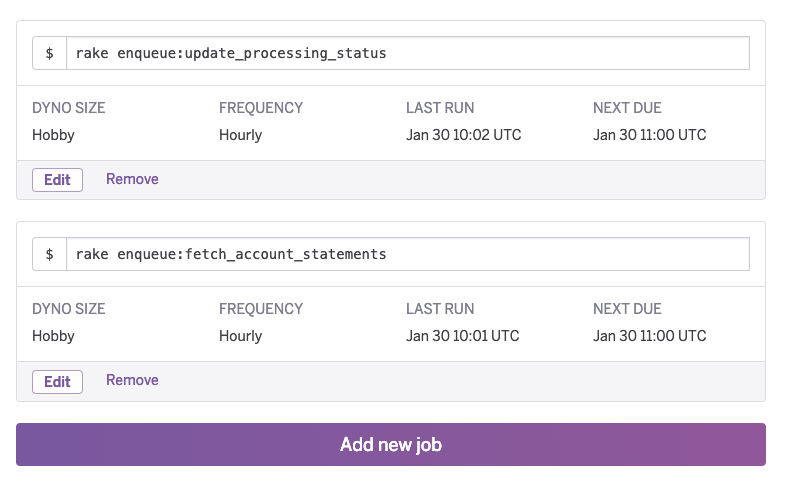 $ rake enqueue:update_processing_status
DYNO SIZE FREQUENCY LAST RUN NEXT DUE
Hobby Hourly Jan 30 10:02 UTC Jan 30 11:00 UTC
Edit Remove
$ rake enqueue:fetch_account_statements
DYNO SIZE FREQUENCY LAST RUN NEXT DUE
Hobby Hourly Jan 30 10:01 UTC Jan 30 11:00 UTC
Edit Remove
Add new job